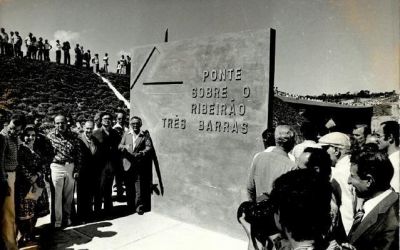 PONTE
SOBRE O
RIBEIRÃO
TRÊS BARRAS